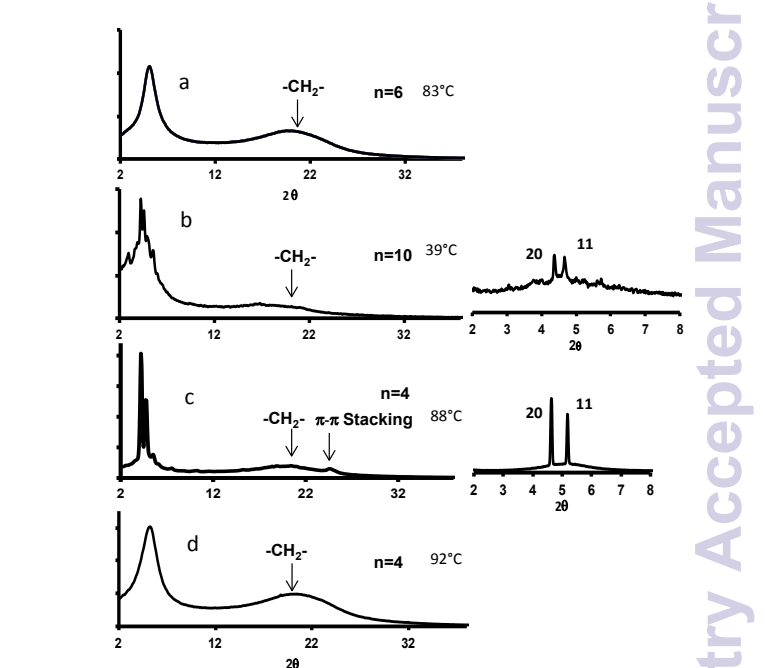 a
-CH₂-
n=6 83°C
2 12 22 32
2θ
b
-CH₂-
n=10 39°C
2 12 22 32
20 11
2 3 4 5 6 7 8
2θ
c
n=4
-CH₂- π-π Stacking 88°C
2 12 22 32
20 11
2 3 4 5 6 7 8
2θ
d
-CH₂-
n=4 92°C
2 12 22 32
2θ
try Accepted Manuscr